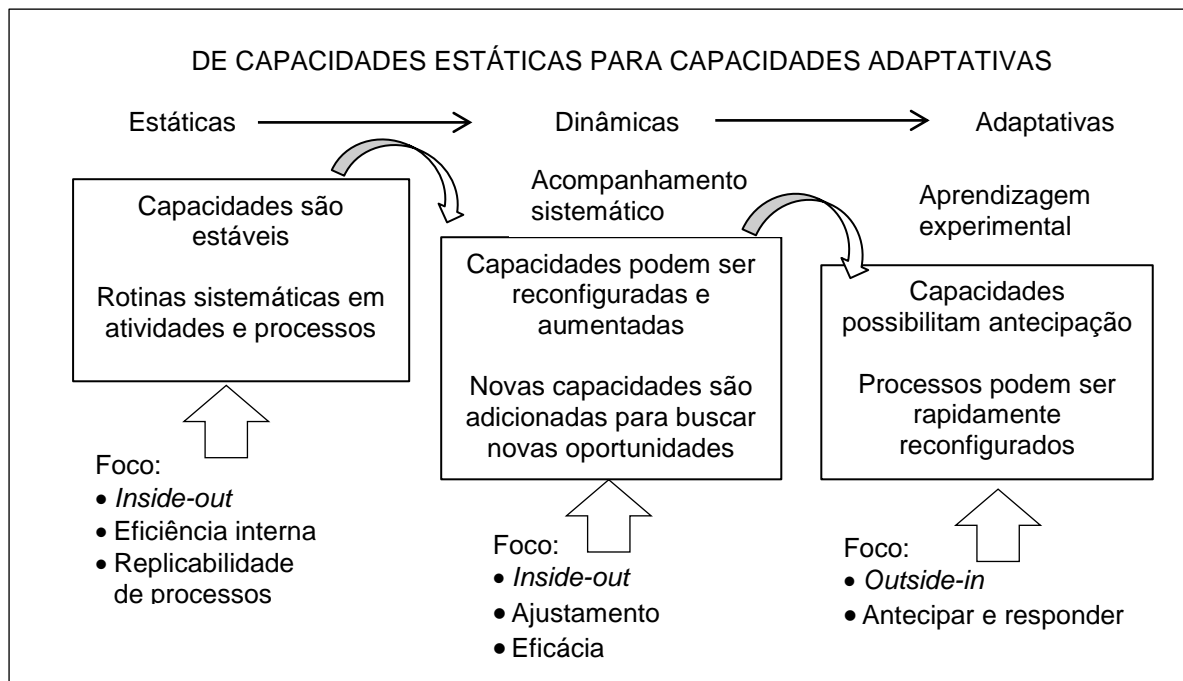 DE CAPACIDADES ESTÁTICAS PARA CAPACIDADES ADAPTATIVAS
Estáticas
Dinâmicas
Adaptativas
Capacidades são
estáveis
Rotinas sistemáticas em
atividades e processos
Foco:
• Inside-out
• Eficiência interna
• Replicabilidade
de processos
Acompanhamento
sistemático
Capacidades podem ser
reconfiguradas e
aumentadas
Novas capacidades são
adicionadas para buscar
novas oportunidades
Foco:
• Inside-out
• Ajustamento
• Eficácia
Aprendizagem
experimental
Capacidades
possibilitam antecipação
Processos podem ser
rapidamente
reconfigurados
Foco:
• Outside-in
• Antecipar e responder